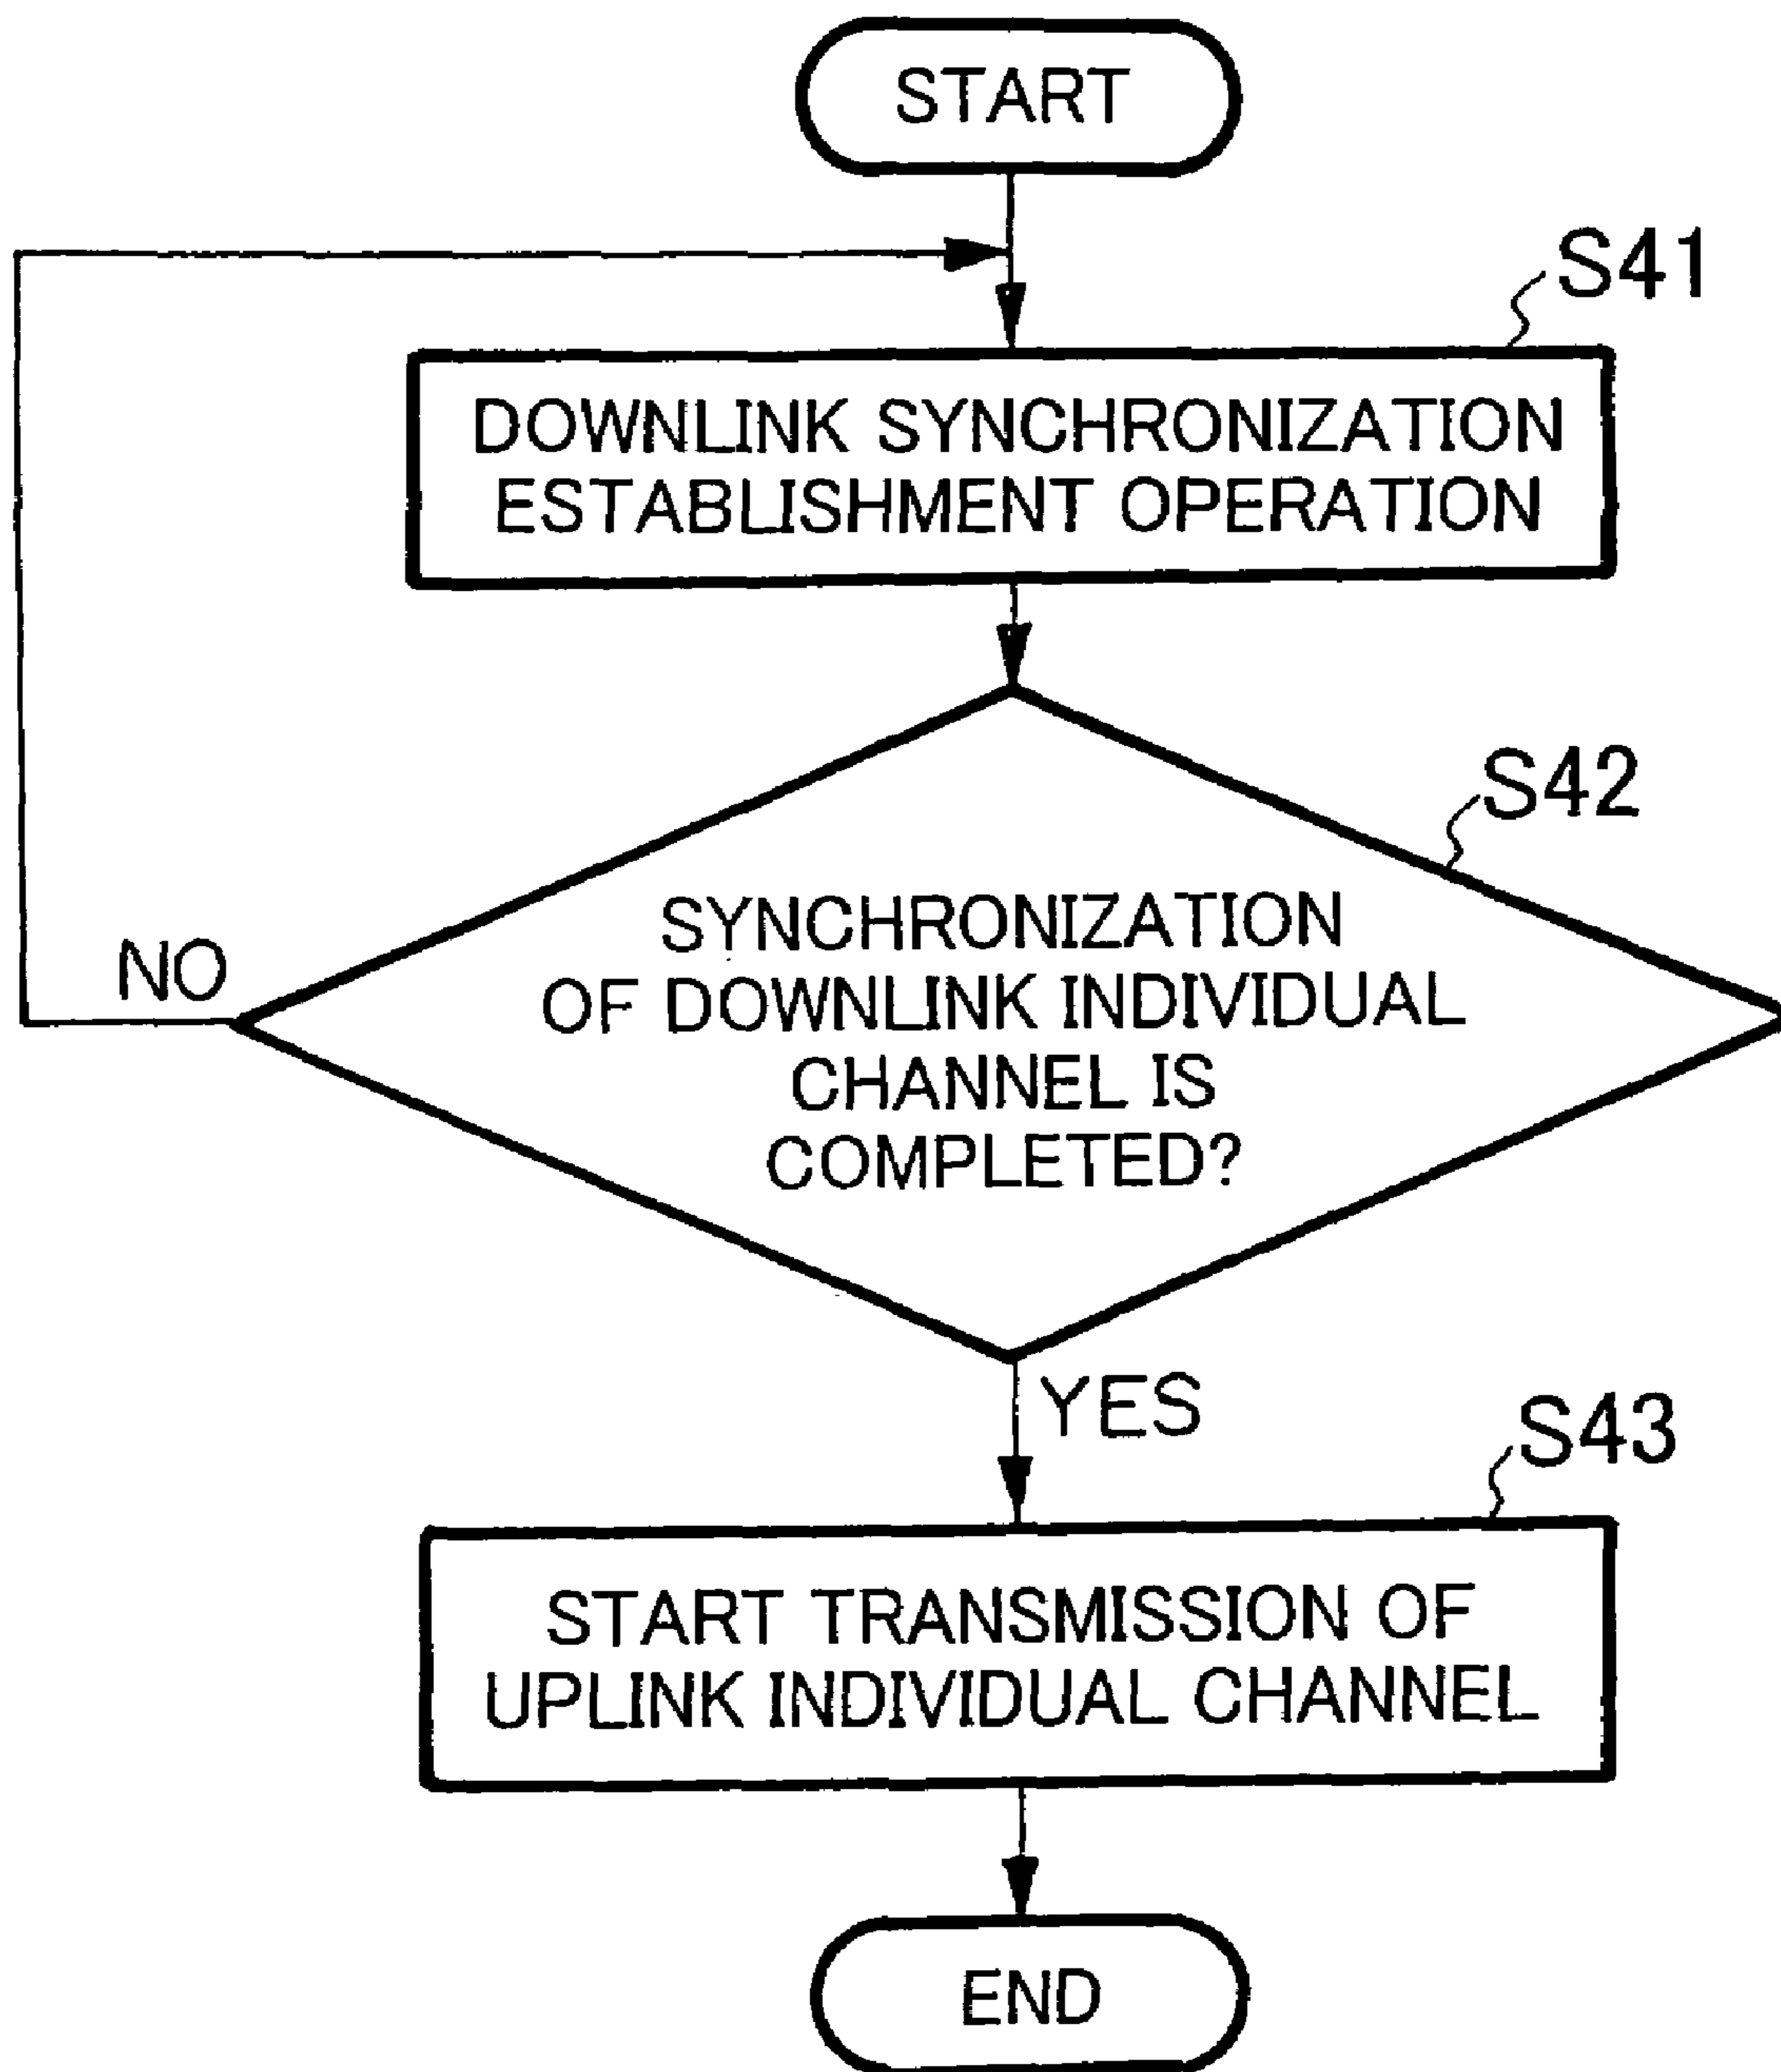 START
S41
DOWNLINK SYNCHRONIZATION
ESTABLISHMENT OPERATION
S42
SYNCHRONIZATION
OF DOWNLINK INDIVIDUAL
CHANNEL IS
COMPLETED?
NO
YES
S43
START TRANSMISSION OF
UPLINK INDIVIDUAL CHANNEL
END